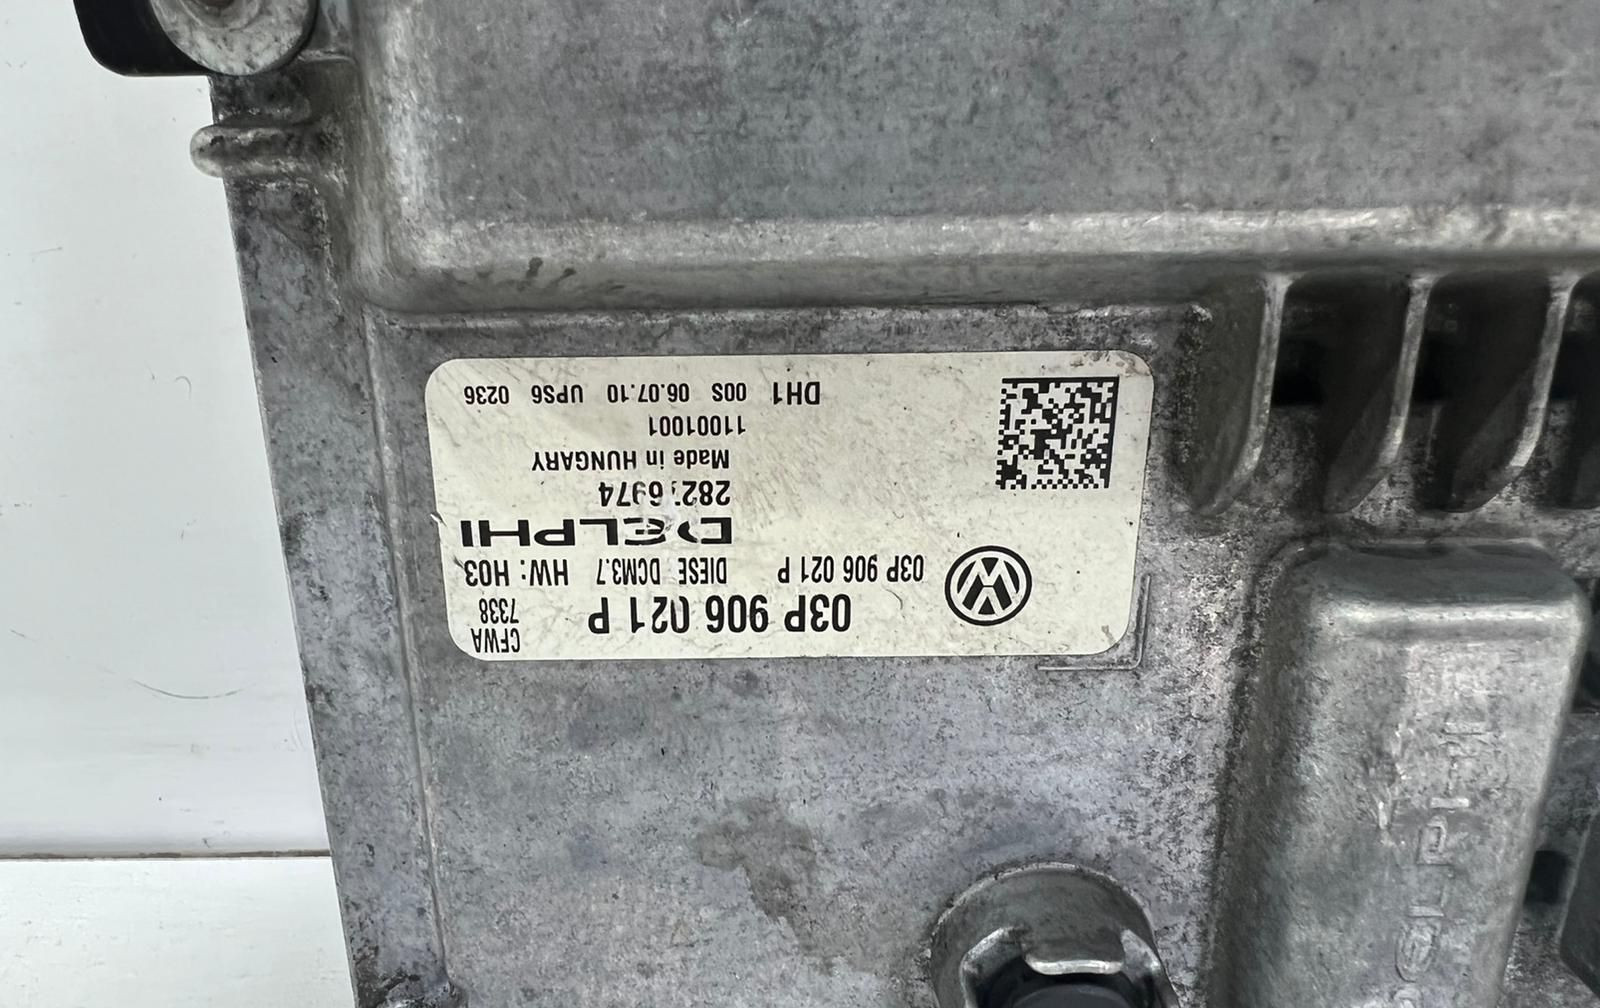 03P 906 021 P
CFWA
7338
03P 906 021 P DIESE DCM3.7 HW: H03
DELPHI
Made in HUNGARY
11001001
DH1 00S 06.07.10 UPS6 0236
DELPHI